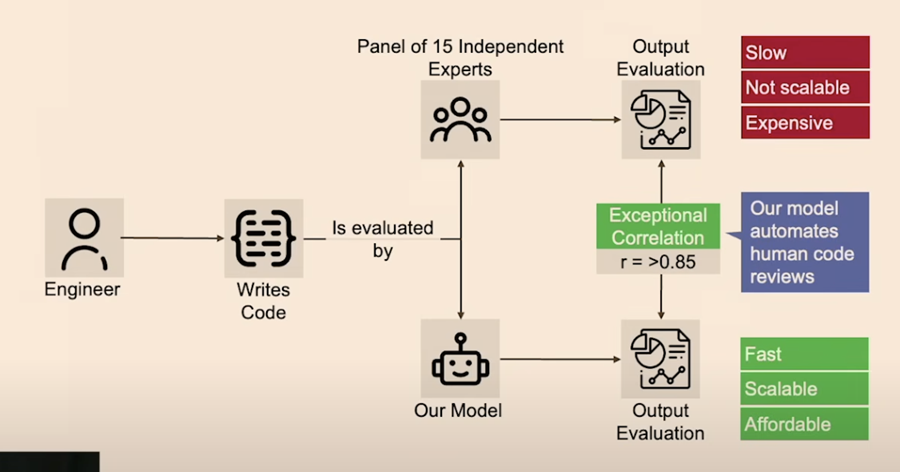 Panel of 15 Independent
Experts
Output
Evaluation
Slow
Not scalable
Expensive
Engineer
Writes
Code
Is evaluated
by
Exceptional
Correlation
r = >0.85
Our model
automates
human code
reviews
Our Model
Output
Evaluation
Fast
Scalable
Affordable